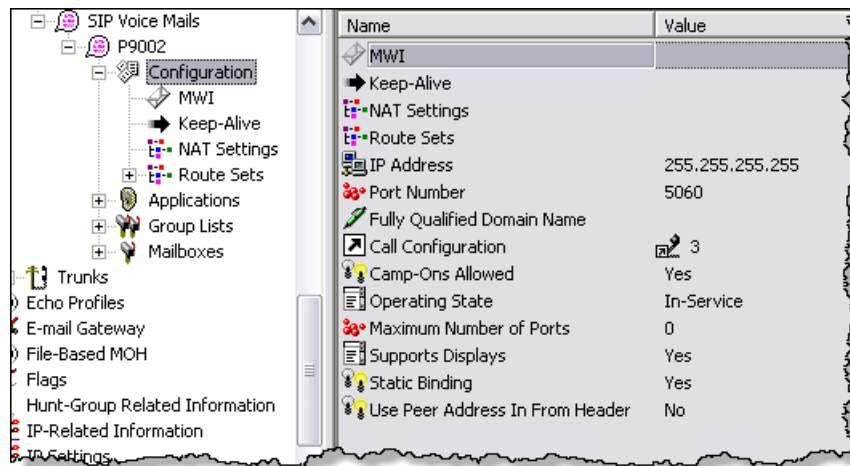 SIP Voice Mails
P9002
Configuration
MWI
Keep-Alive
NAT Settings
Route Sets
Applications
Group Lists
Mailboxes
Trunks
Echo Profiles
E-mail Gateway
File-Based MOH
Flags
Hunt-Group Related Information
IP-Related Information
IP Settings
Name Value
MWI
Keep-Alive
NAT Settings
Route Sets
IP Address 255.255.255.255
Port Number 5060
Fully Qualified Domain Name
Call Configuration 3
Camp-Ons Allowed Yes
Operating State In-Service
Maximum Number of Ports 0
Supports Displays Yes
Static Binding Yes
Use Peer Address In From Header No